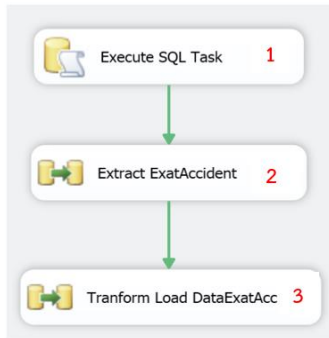 Execute SQL Task 1
Extract ExatAccident 2
Tranform Load DataExatAcc 3